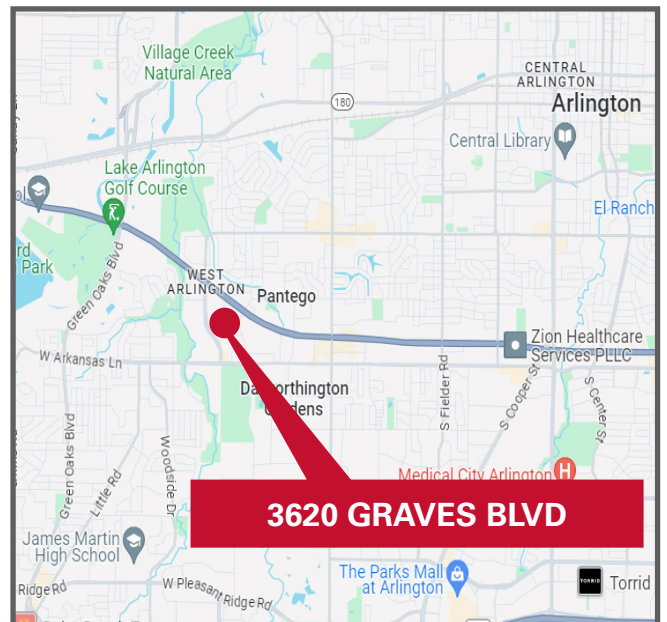 Village Creek
Natural Area
CENTRAL
ARLINGTON
180
Arlington
Central Library
Lake Arlington
Golf Course
El Ranch
Park
WEST
ARLINGTON
Pantego
Green Oaks Blvd
Zion Healthcare
Services PLLC
W Arkansas Ln
S Fielder Rd
S Cooper St
S Center St
Green Oaks Blvd
Little Rd
Woodside Dr
Medical City Arlington
H
3620 GRAVES BLVD
James Martin
High School
The Parks Mall
at Arlington
TORRID
Torrid
Ridge Rd
W Pleasant Ridge Rd